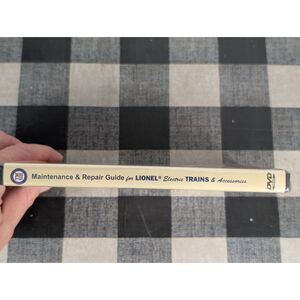 Maintenance & Repair Guide for LIONEL® Electric TRAINS & Accessories
DVD